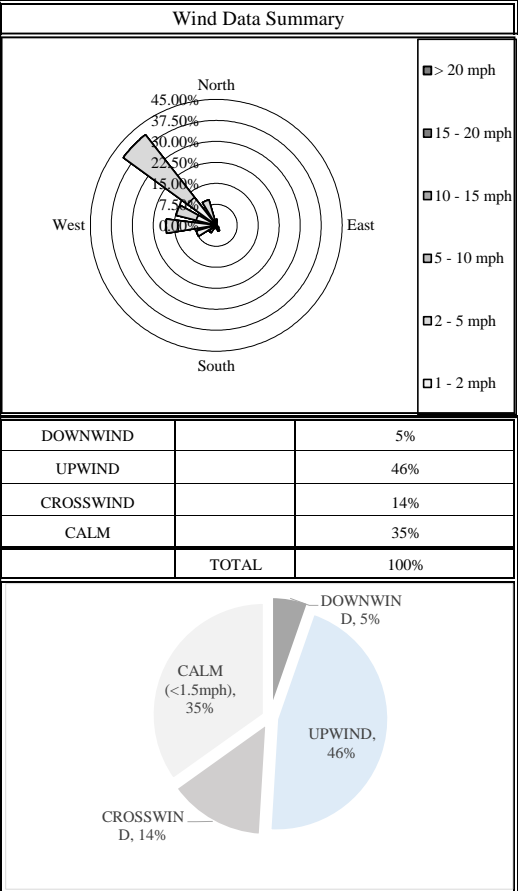 Wind Data Summary
North
45.00%
37.50%
30.00%
22.50%
15.00%
7.50%
0.00%
West
East
South
> 20 mph
15 - 20 mph
10 - 15 mph
5 - 10 mph
2 - 5 mph
1 - 2 mph
DOWNWIND 5%
UPWIND 46%
CROSSWIND 14%
CALM 35%
TOTAL 100%
DOWNWIN
D, 5%
CALM
(<1.5mph),
35%
UPWIND,
46%
CROSSWIN
D, 14%